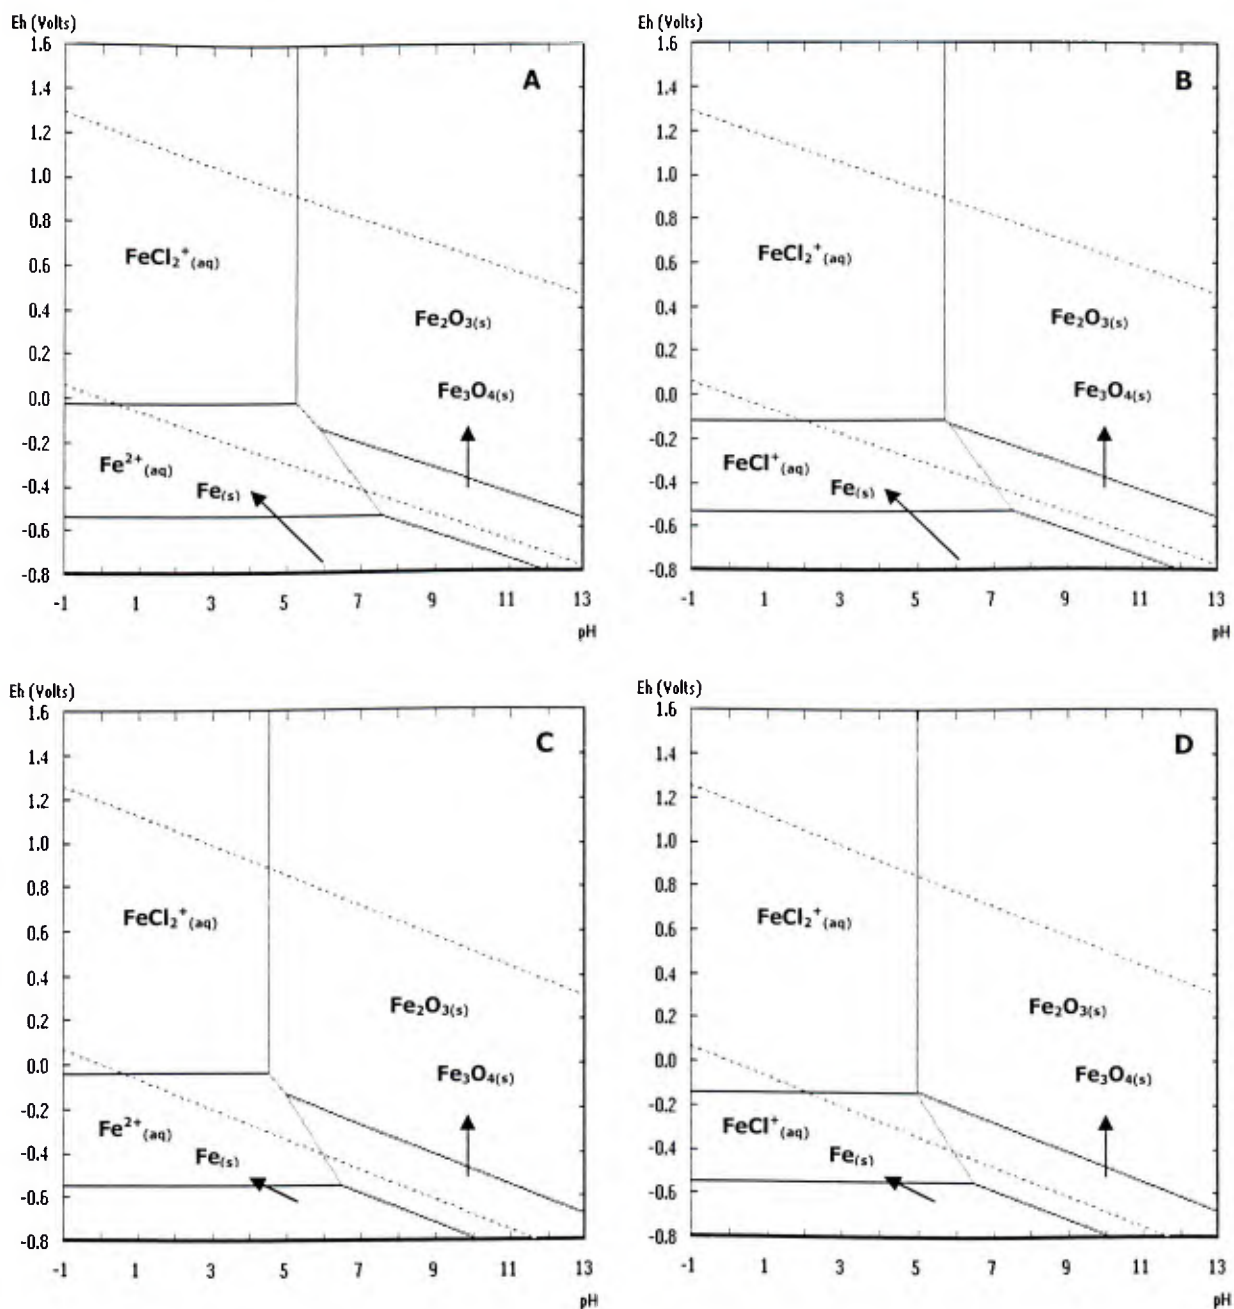 Eh (Volts)
A
1.6
1.4
1.2
1.0
0.8
0.6
0.4
0.2
0.0
-0.2
-0.4
-0.6
-0.8
FeCl₂⁺(aq)
Fe₂O₃(s)
Fe₃O₄(s)
Fe²⁺(aq)
Fe(s)
-1 1 3 5 7 9 11 13
pH
Eh (Volts)
B
1.6
1.4
1.2
1.0
0.8
0.6
0.4
0.2
0.0
-0.2
-0.4
-0.6
-0.8
FeCl₂⁺(aq)
Fe₂O₃(s)
Fe₃O₄(s)
FeCl⁺(aq)
Fe(s)
-1 1 3 5 7 9 11 13
pH
Eh (Volts)
C
1.6
1.4
1.2
1.0
0.8
0.6
0.4
0.2
0.0
-0.2
-0.4
-0.6
-0.8
FeCl₂⁺(aq)
Fe₂O₃(s)
Fe₃O₄(s)
Fe²⁺(aq)
Fe(s)
-1 1 3 5 7 9 11 13
pH
Eh (Volts)
D
1.6
1.4
1.2
1.0
0.8
0.6
0.4
0.2
0.0
-0.2
-0.4
-0.6
-0.8
FeCl₂⁺(aq)
Fe₂O₃(s)
Fe₃O₄(s)
FeCl⁺(aq)
Fe(s)
-1 1 3 5 7 9 11 13
pH